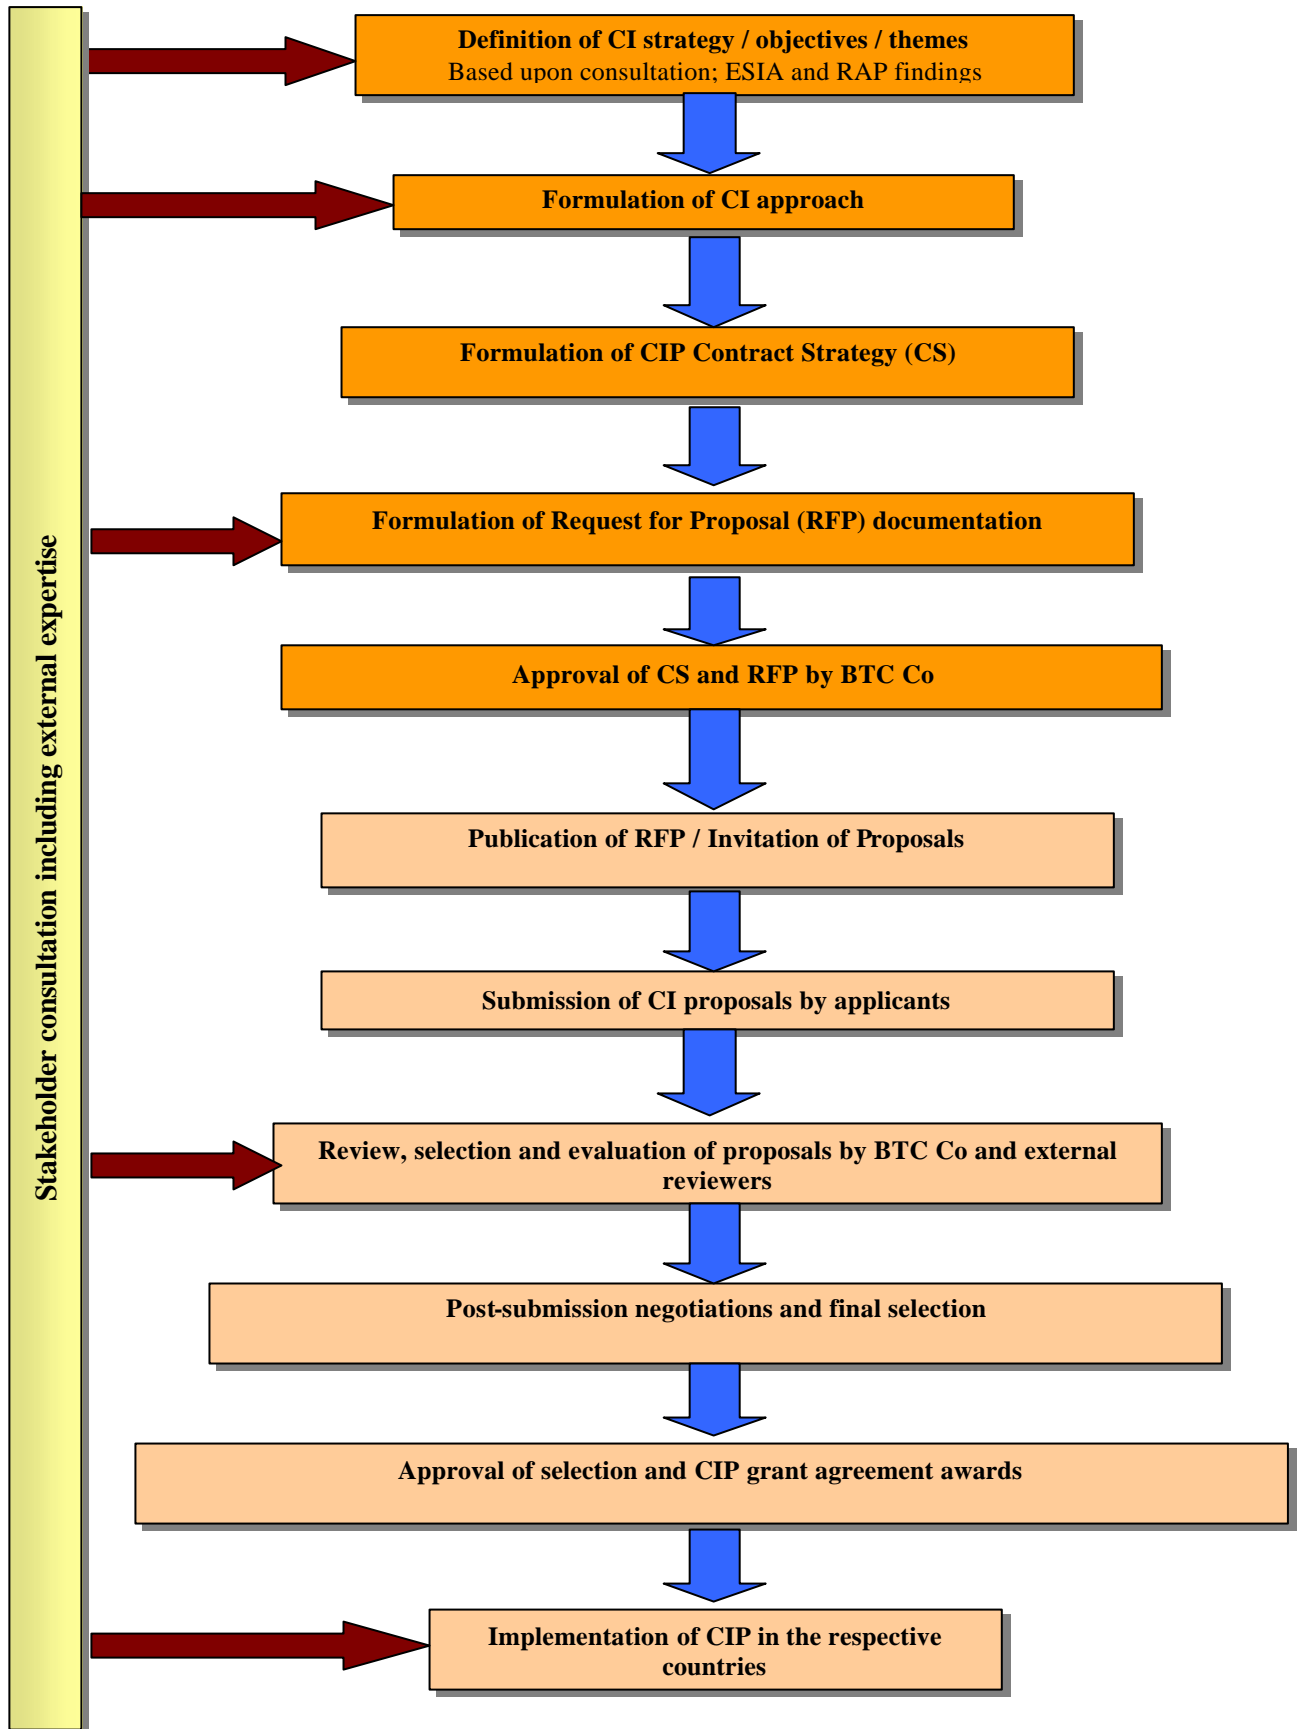 Stakeholder consultation including external expertise
Definition of CI strategy / objectives / themes
Based upon consultation; ESIA and RAP findings
Formulation of CI approach
Formulation of CIP Contract Strategy (CS)
Formulation of Request for Proposal (RFP) documentation
Approval of CS and RFP by BTC Co
Publication of RFP / Invitation of Proposals
Submission of CI proposals by applicants
Review, selection and evaluation of proposals by BTC Co and external
reviewers
Post-submission negotiations and final selection
Approval of selection and CIP grant agreement awards
Implementation of CIP in the respective
countries